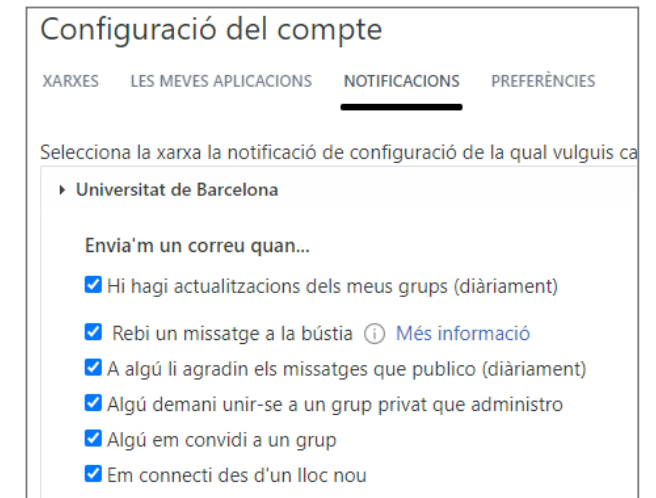 Configuració del compte
XARXES LES MEVES APLICACIONS NOTIFICACIONS PREFERÈNCIES
Selecciona la xarxa la notificació de configuració de la qual vulguis ca
Universitat de Barcelona
Envia'm un correu quan...
Hi hagi actualitzacions dels meus grups (diàriament)
Rebi un missatge a la bústia Més informació
A algú li agradin els missatges que publico (diàriament)
Algú demani unir-se a un grup privat que administro
Algú em convidi a un grup
Em connecti des d'un lloc nou